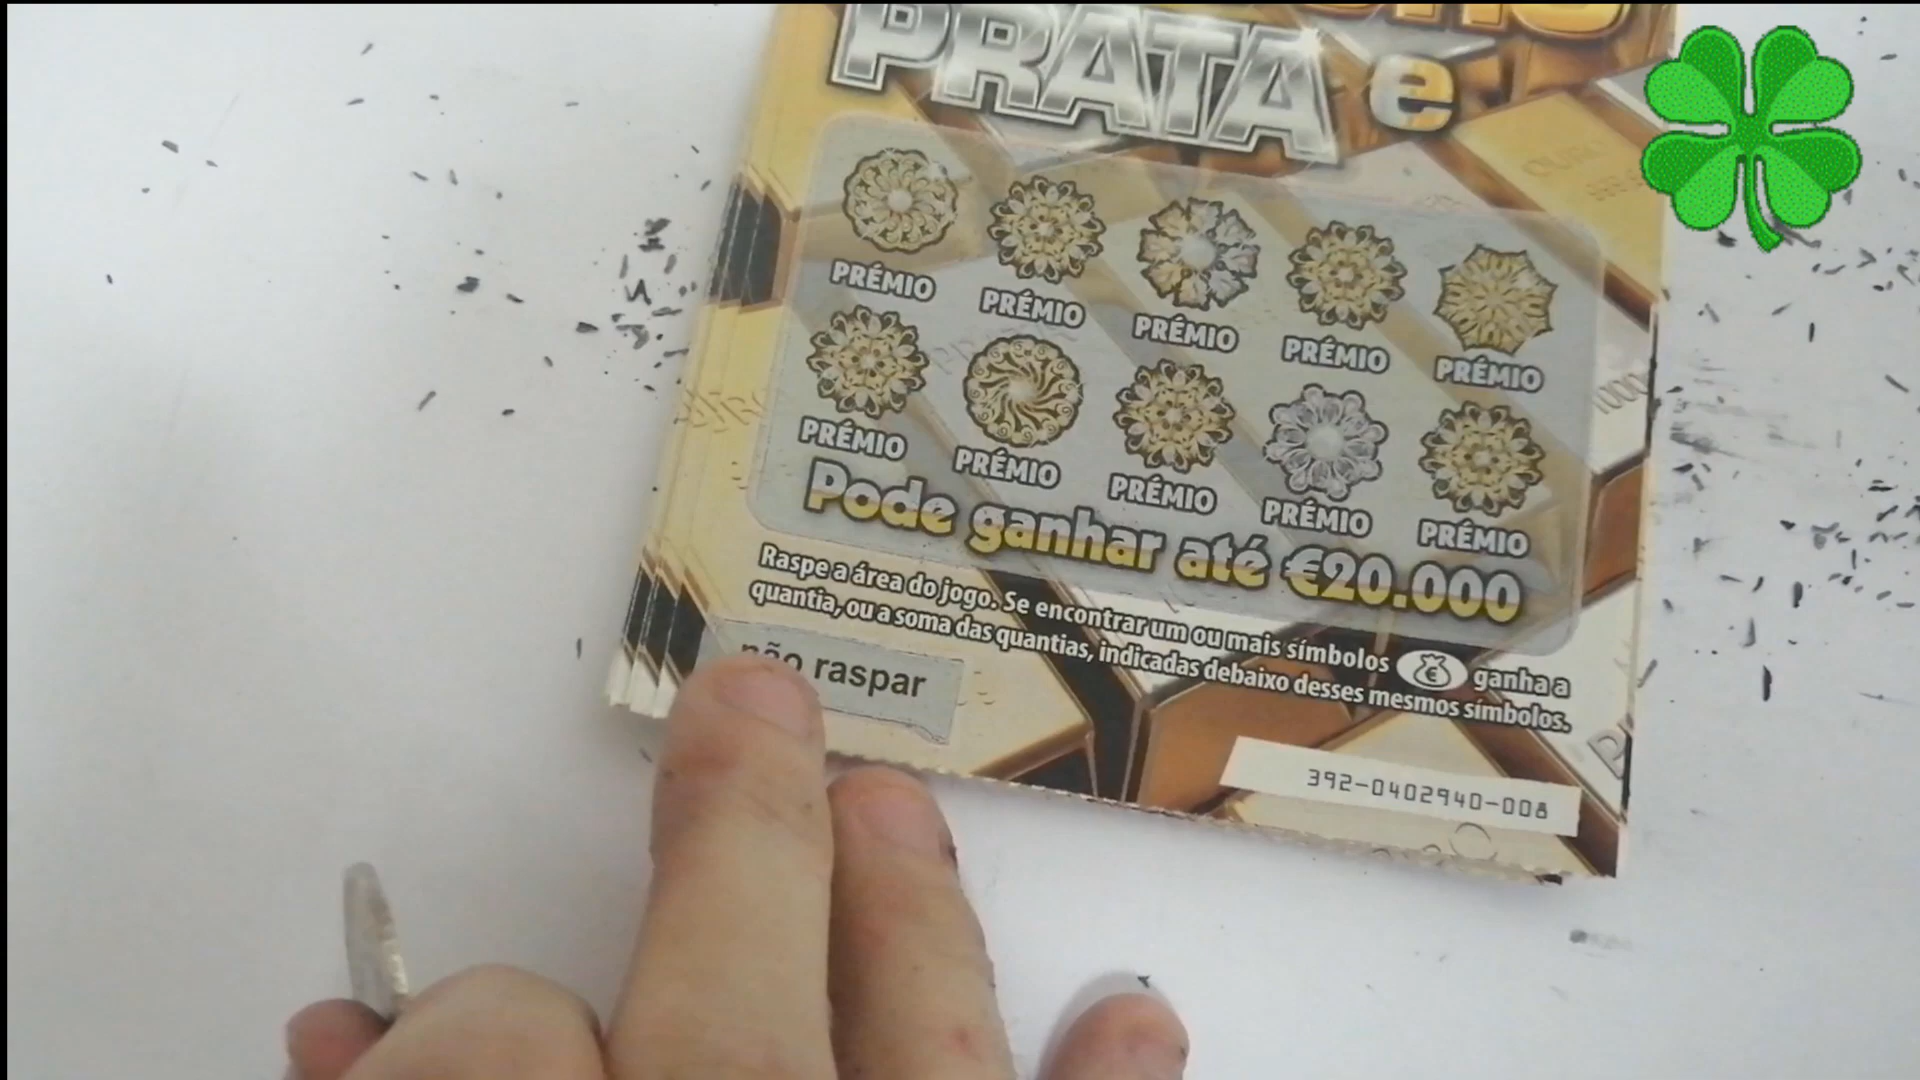 PRATA e
PRÉMIO PRÉMIO PRÉMIO PRÉMIO PRÉMIO
PRÉMIO PRÉMIO PRÉMIO PRÉMIO PRÉMIO
Pode ganhar até €20.000
Raspe a área do jogo. Se encontrar um ou mais símbolos € ganha a
quantia, ou a soma das quantias, indicadas debaixo desses mesmos símbolos.
não raspar
392-0402940-008